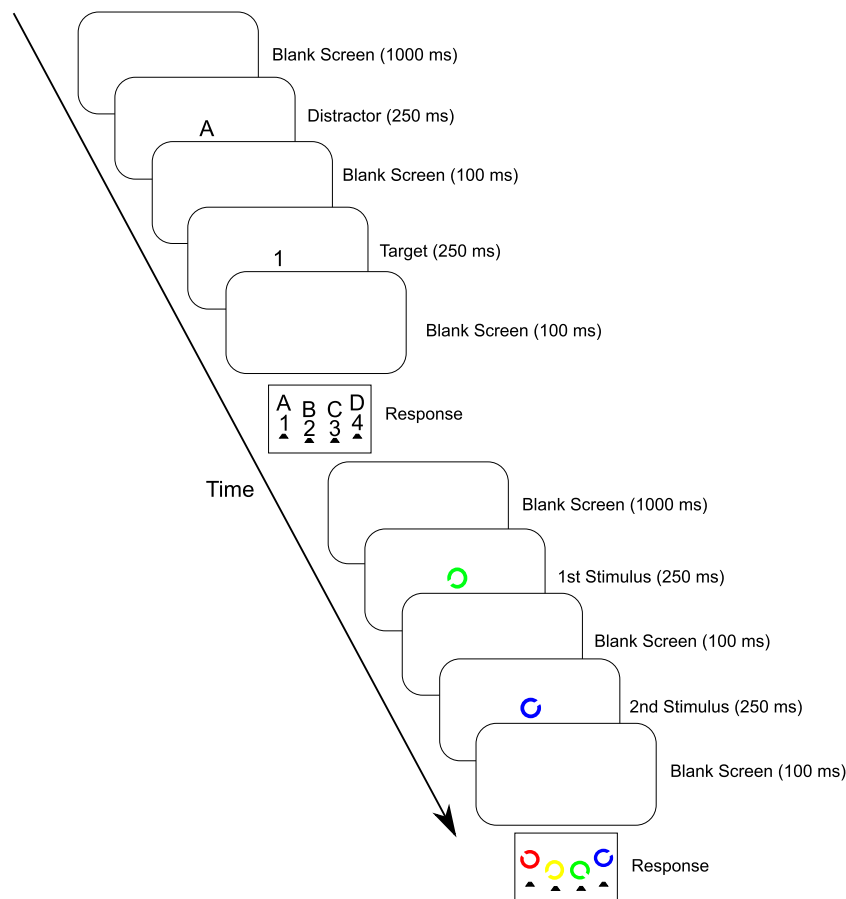 Blank Screen (1000 ms)
Distractor (250 ms)
A
Blank Screen (100 ms)
Target (250 ms)
1
Blank Screen (100 ms)
A B C D
1 2 3 4
Response
Time
Blank Screen (1000 ms)
1st Stimulus (250 ms)
Blank Screen (100 ms)
2nd Stimulus (250 ms)
Blank Screen (100 ms)
Response